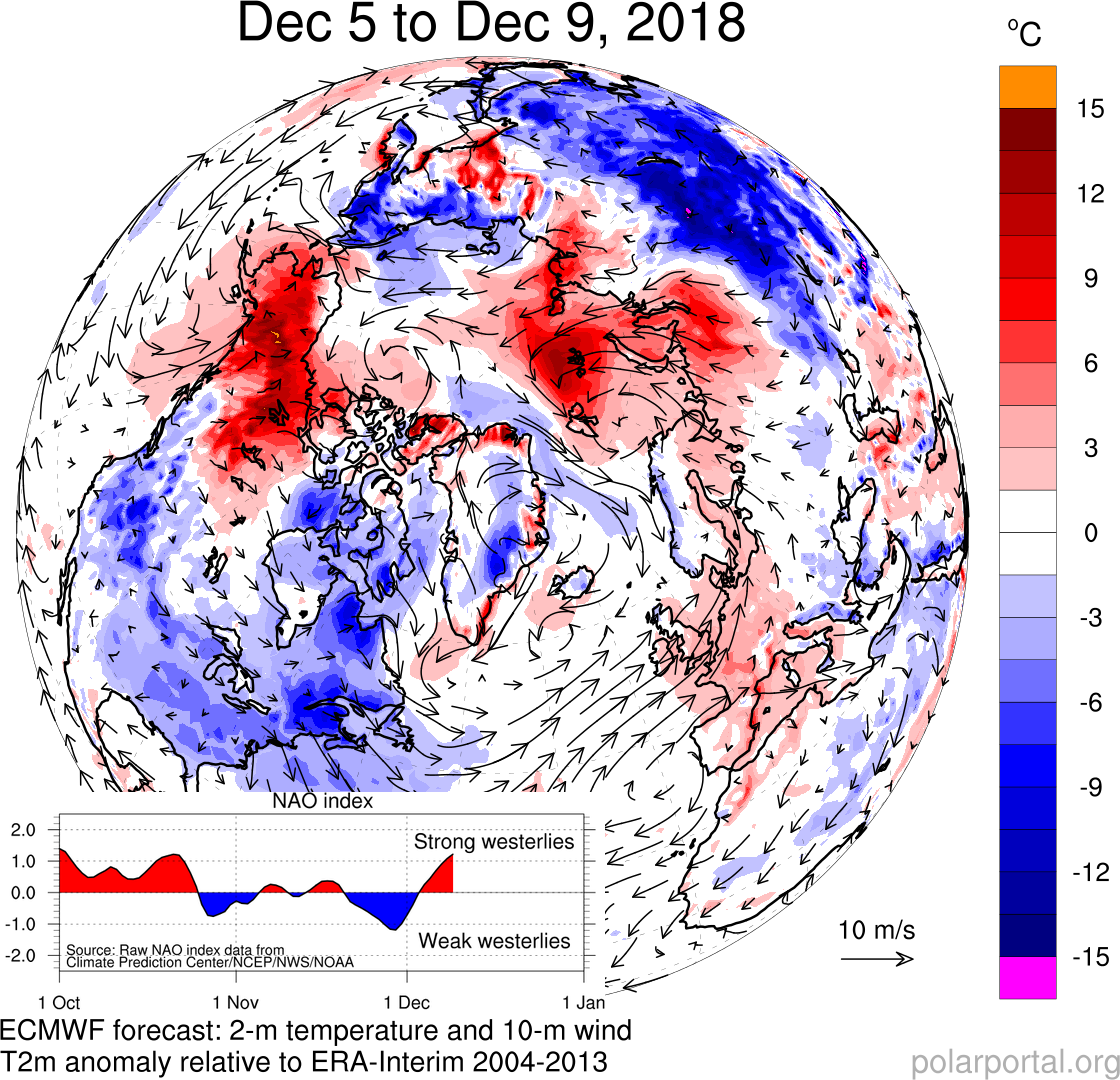 Dec 5 to Dec 9, 2018
°C
15
12
9
6
3
0
-3
-6
-9
-12
-15
10 m/s
NAO index
2.0
1.0
0.0
-1.0
-2.0
Strong westerlies
Weak westerlies
Source: Raw NAO index data from
Climate Prediction Center/NCEP/NWS/NOAA
1 Oct
1 Nov
1 Dec
1 Jan
ECMWF forecast: 2-m temperature and 10-m wind
T2m anomaly relative to ERA-Interim 2004-2013
polarportal.org